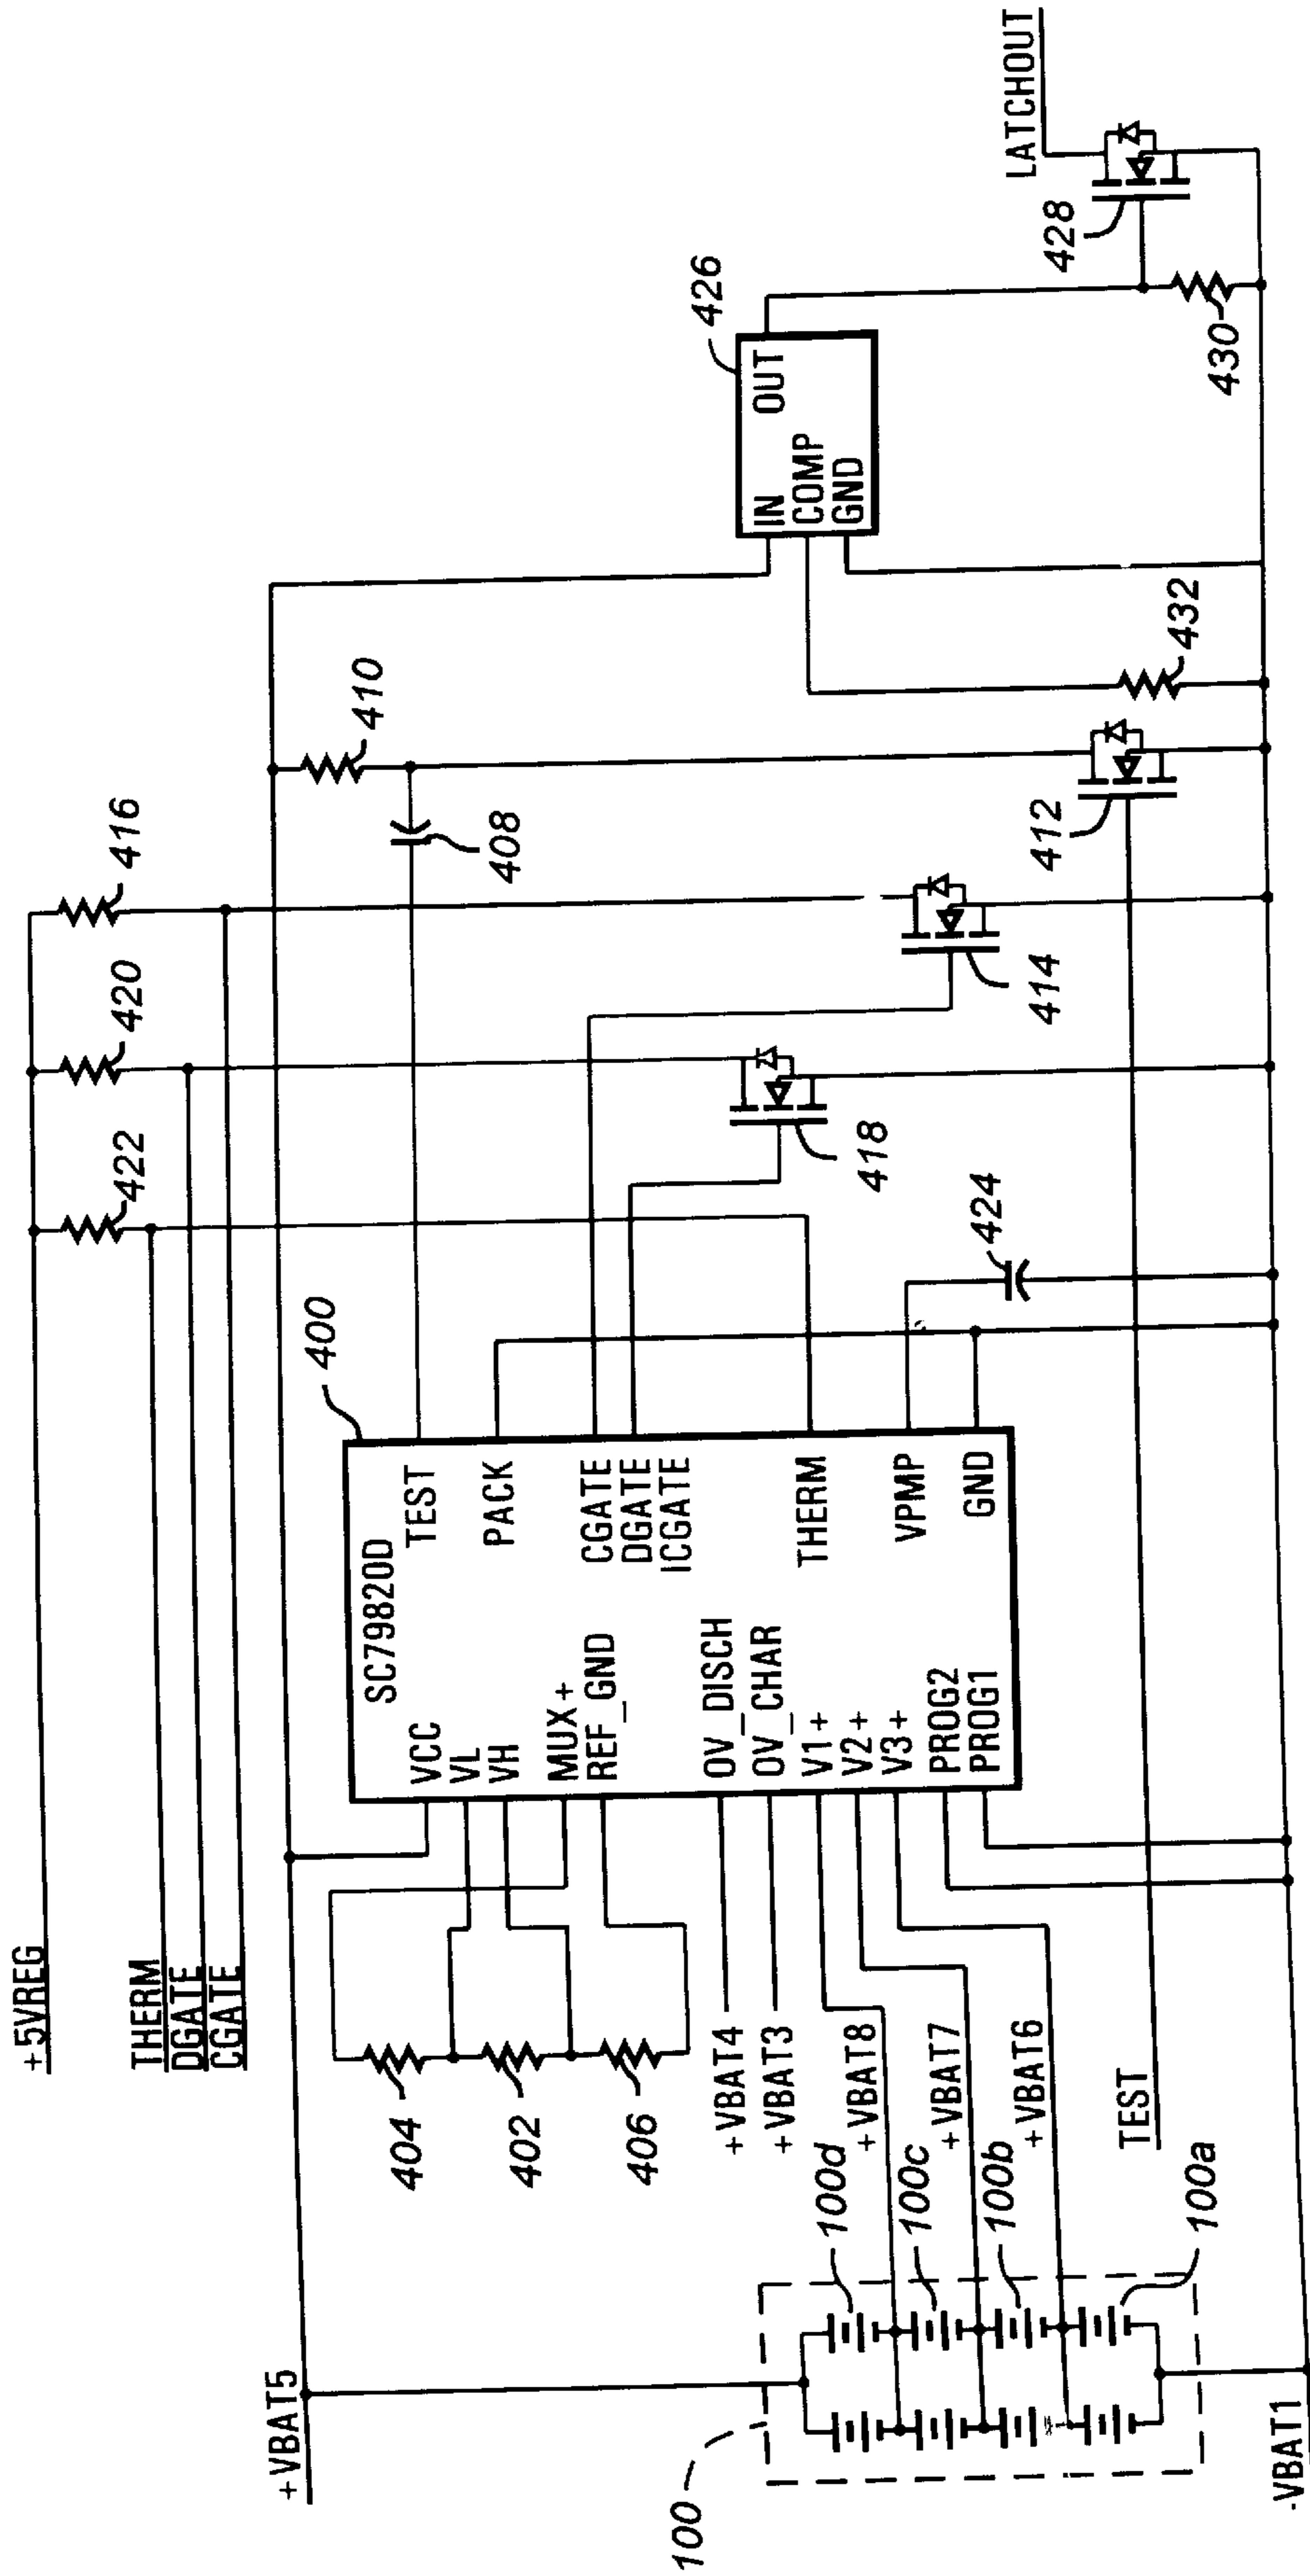 +5VREG
THERM
DGATE
CGATE
422
420
416
+VBAT5
400
408
410
404
402
406
SC79820D
VCC
VL
VH
MUX+
REF_GND
OV_DISCH
OV_CHAR
V1+
V2+
V3+
PROG2
PROG1
TEST
PACK
CGATE
DGATE
ICGATE
THERM
VPMP
GND
+VBAT4
+VBAT3
+VBAT8
+VBAT7
+VBAT6
TEST
100
100d
100c
100b
100a
-VBAT1
424
418
414
412
432
426
IN
COMP
GND
OUT
430
428
LATCHOUT